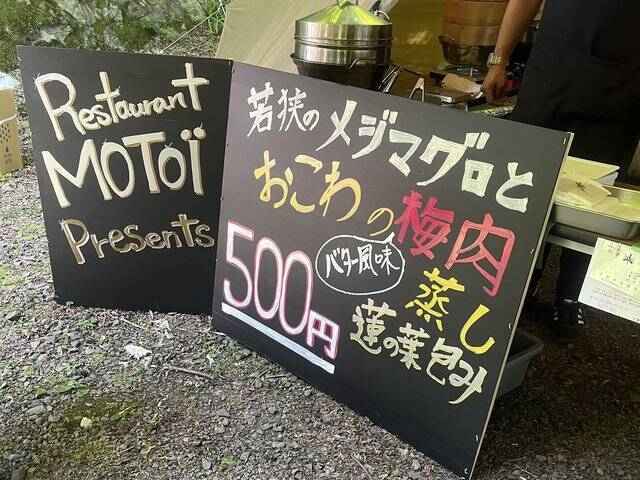 Restaurant
MOTOÏ
Presents
若狭のメジマグロと
おこわの梅肉
バター風味
蒸し
蓮の葉包み
500円